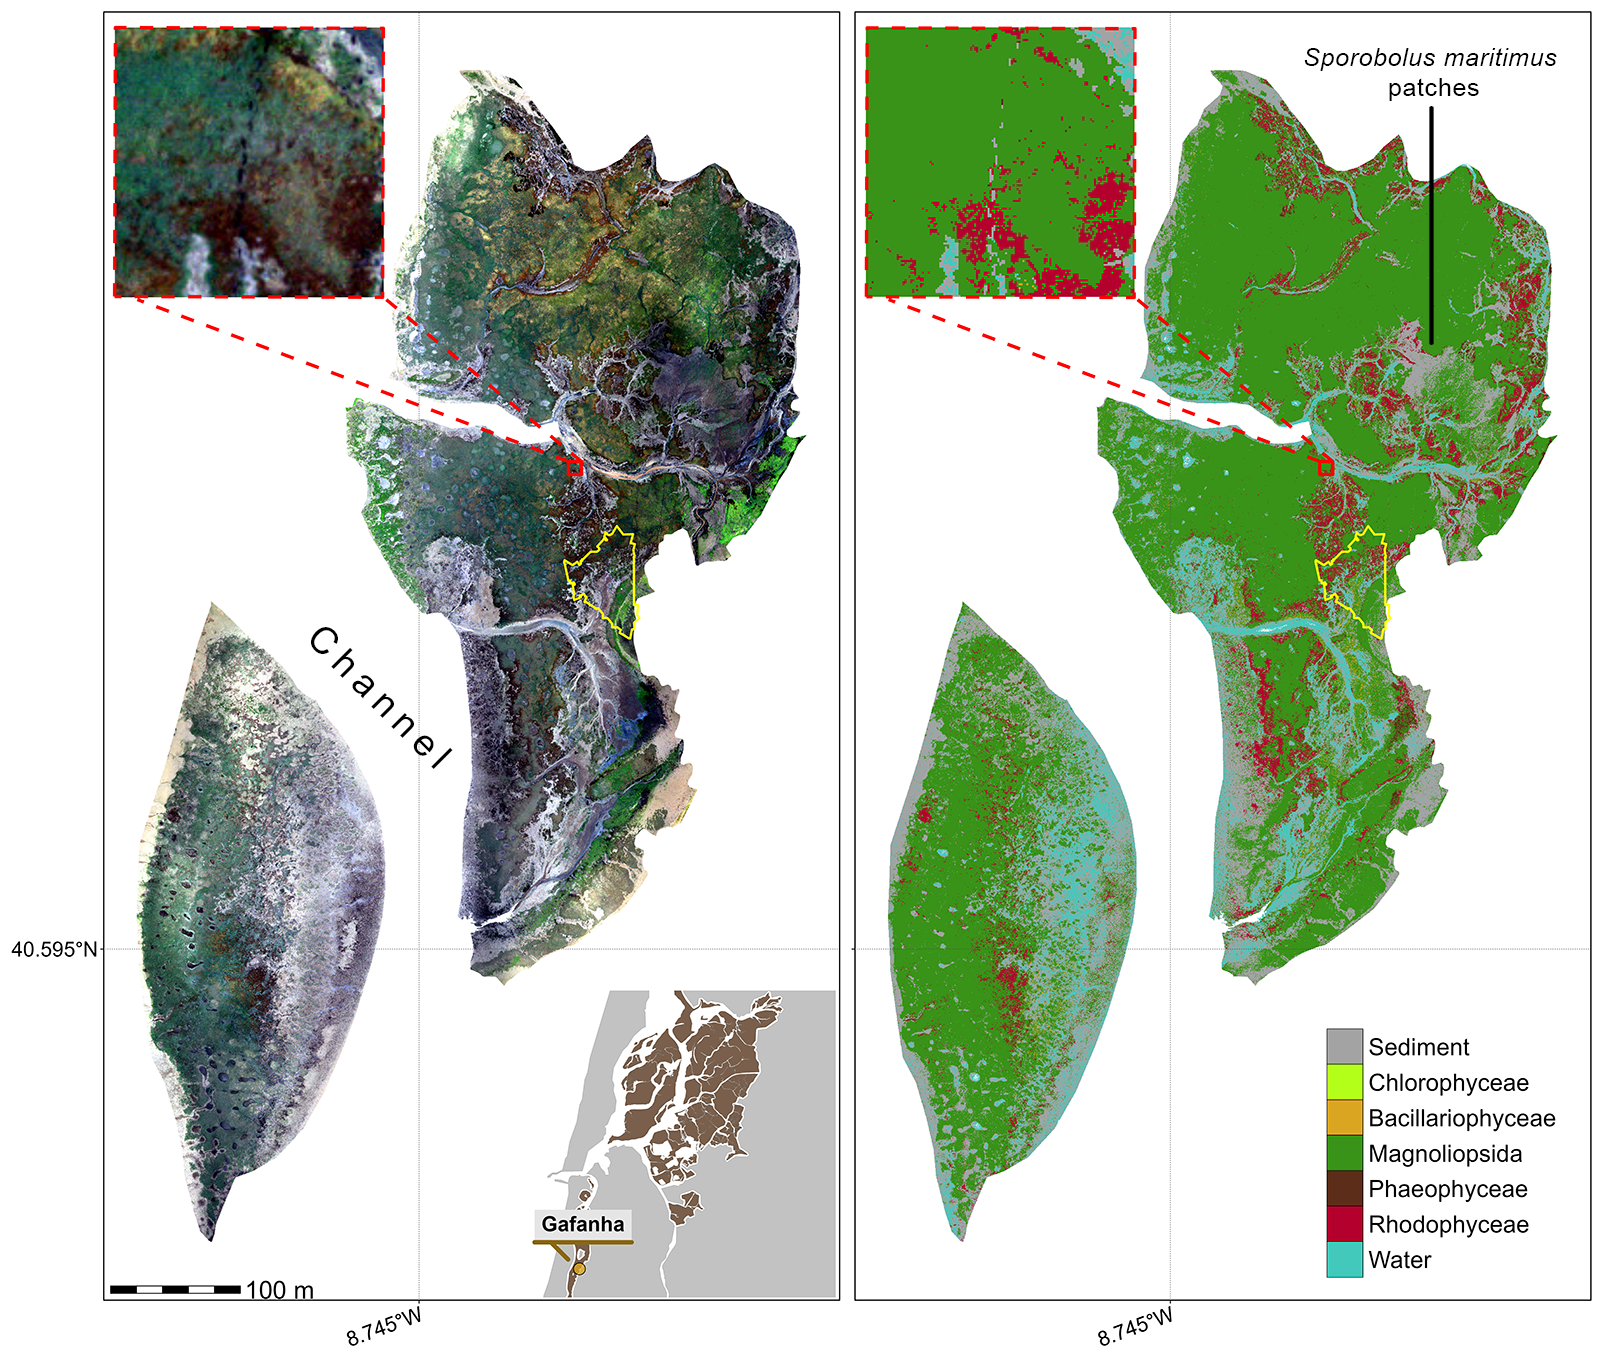 Sporobolus maritimus
patches
Channel
40.595°N
Gafanha
100 m
Sediment
Chlorophyceae
Bacillariophyceae
Magnoliopsida
Phaeophyceae
Rhodophyceae
Water
8.745°W
8.745°W